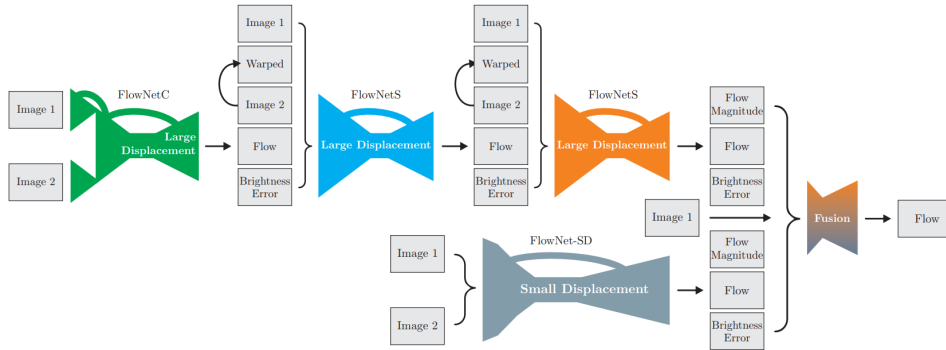 Image 1
Image 2
FlowNetC
Large
Displacement
Image 1
Warped
Image 2
Flow
Brightness
Error
FlowNetS
Large Displacement
Image 1
Warped
Image 2
Flow
Brightness
Error
FlowNetS
Large Displacement
Flow
Magnitude
Flow
Brightness
Error
Image 1
Image 1
Image 2
FlowNet-SD
Small Displacement
Flow
Magnitude
Flow
Brightness
Error
Fusion
Flow